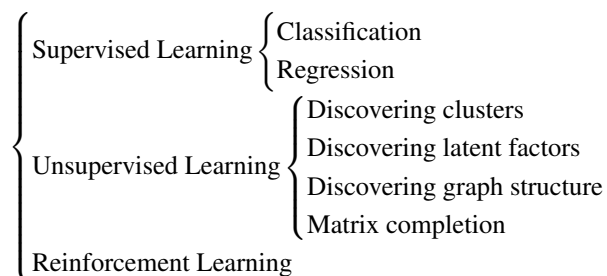 Supervised Learning
Classification
Regression
Unsupervised Learning
Discovering clusters
Discovering latent factors
Discovering graph structure
Matrix completion
Reinforcement Learning